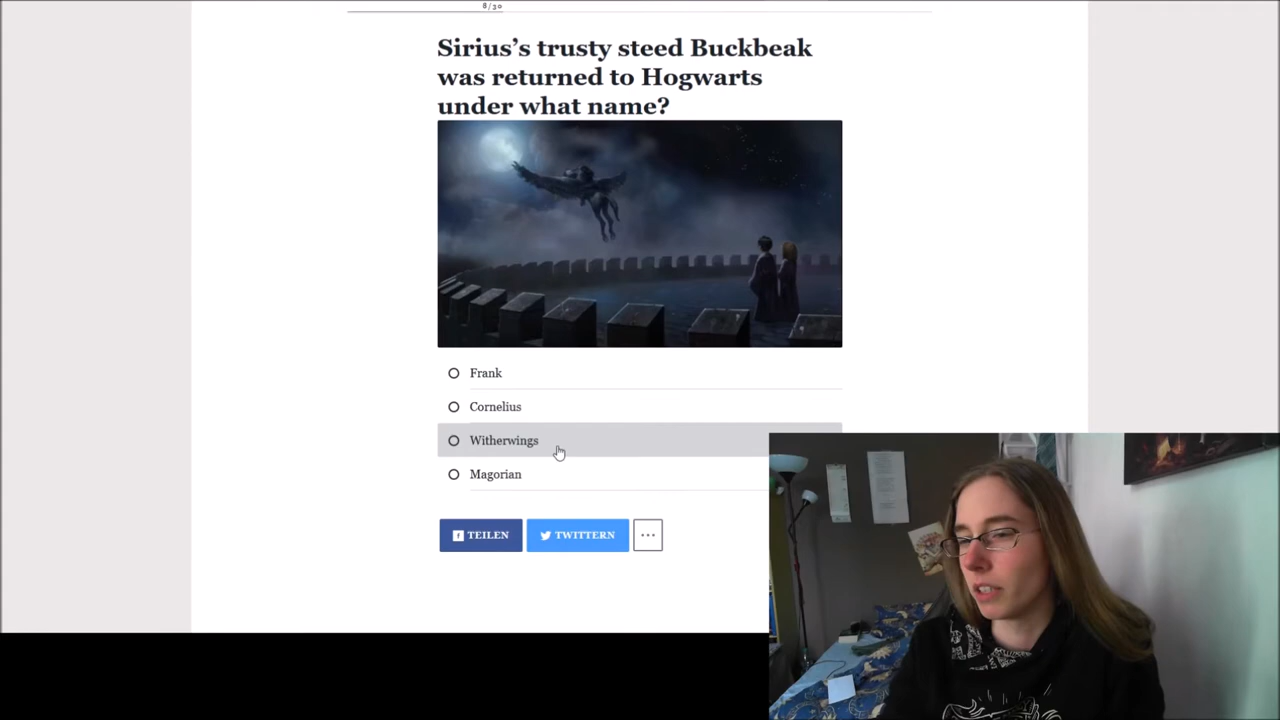 8/30
Sirius’s trusty steed Buckbeak
was returned to Hogwarts
under what name?
Frank
Cornelius
Witherwings
Magorian
TEILEN
TWITTERN